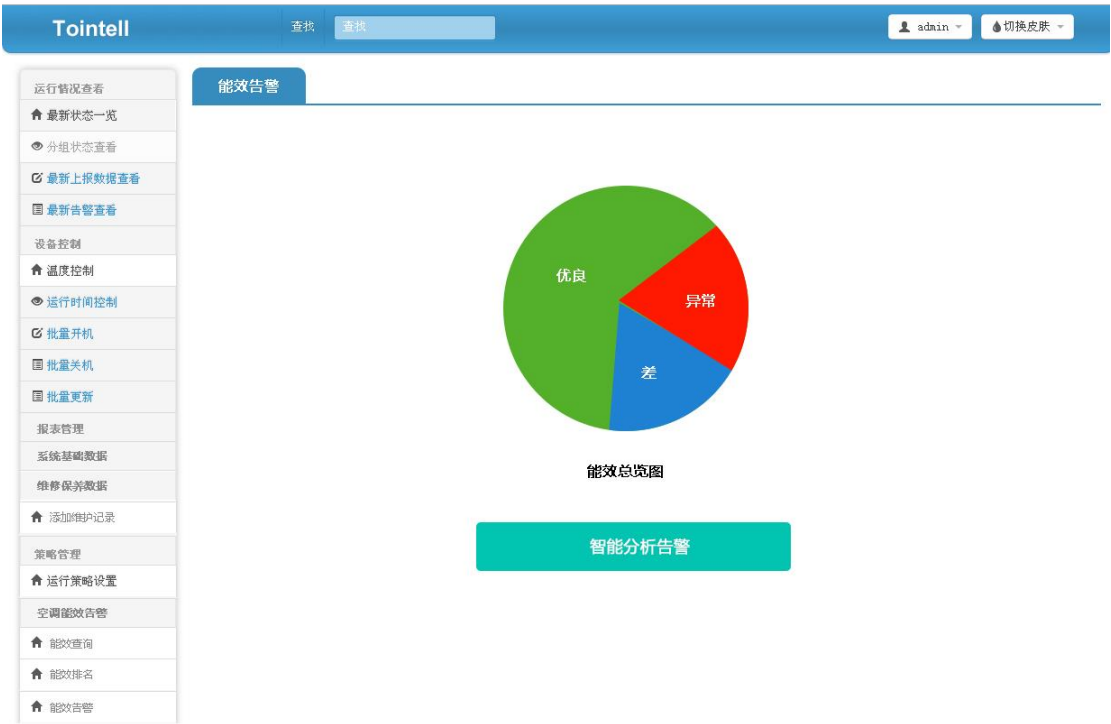 Tointell
查找
查找
admin
切换皮肤
运行情况查看
最新状态一览
分组状态查看
最新上报数据查看
最新告警查看
设备控制
温度控制
运行时间控制
批量开机
批量关机
批量更新
报表管理
系统基础数据
维修保养数据
添加维护记录
策略管理
运行策略设置
空调能效告警
能效查询
能效排名
能效告警
能效告警
优良
异常
差
能效总览图
智能分析告警